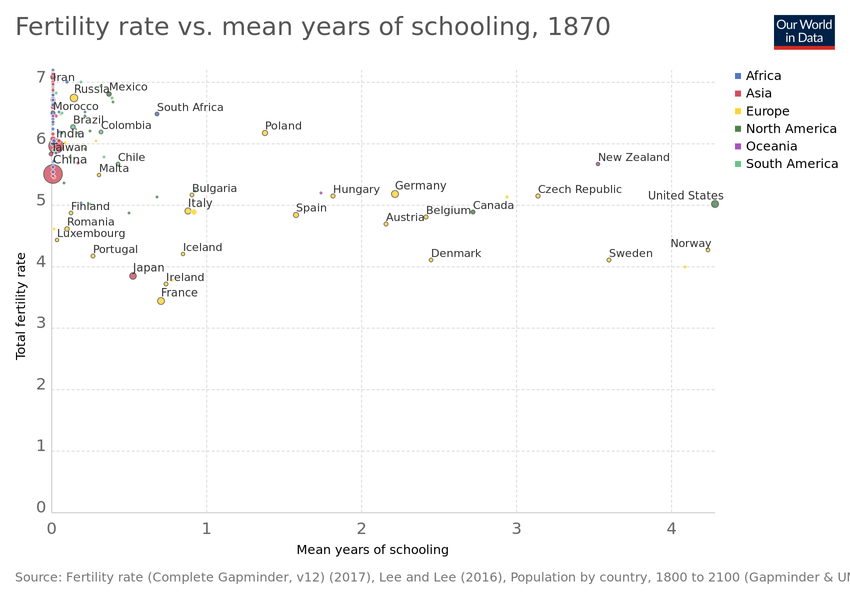 Fertility rate vs. mean years of schooling, 1870
Our World
in Data
Africa
Asia
Europe
North America
Oceania
South America
7
6
5
4
3
2
1
0
Total fertility rate
Iran
Russia
Mexico
Morocco
South Africa
Brazil
Colombia
Poland
India
Taiwan
China
Chile
Malta
New Zealand
Bulgaria
Hungary
Germany
Czech Republic
United States
Finland
Italy
Spain
Austria
Belgium
Canada
Romania
Luxembourg
Portugal
Iceland
Denmark
Sweden
Norway
Japan
Ireland
France
0
1
2
3
4
Mean years of schooling
Source: Fertility rate (Complete Gapminder, v12) (2017), Lee and Lee (2016), Population by country, 1800 to 2100 (Gapminder & UN